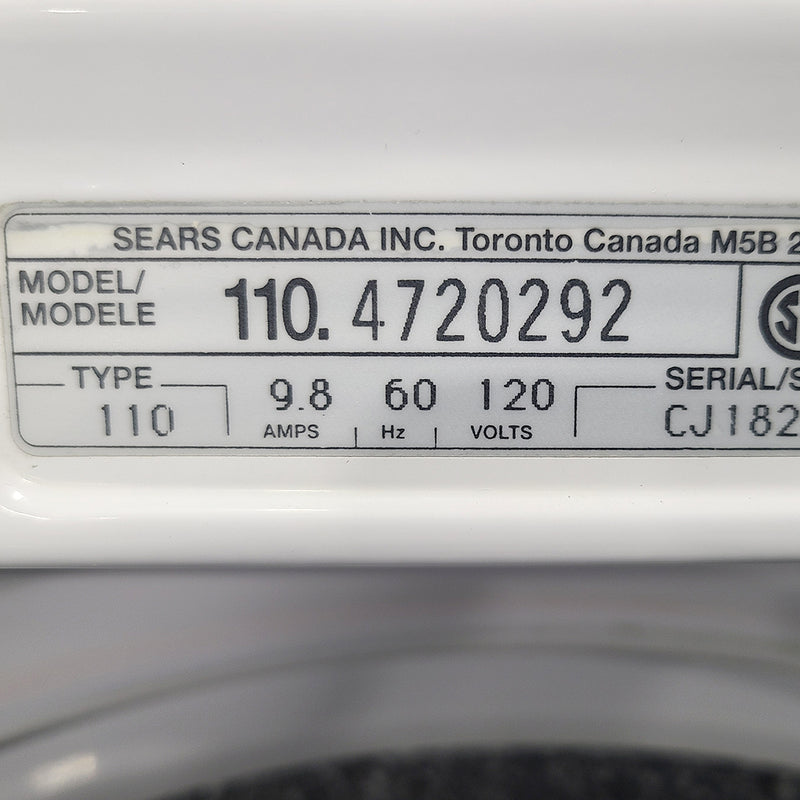 SEARS CANADA INC. Toronto Canada M5B 2
MODEL/
MODELE
110. 4720292
TYPE
110
9.8 60 120
AMPS Hz VOLTS
SERIAL/S
CJ182